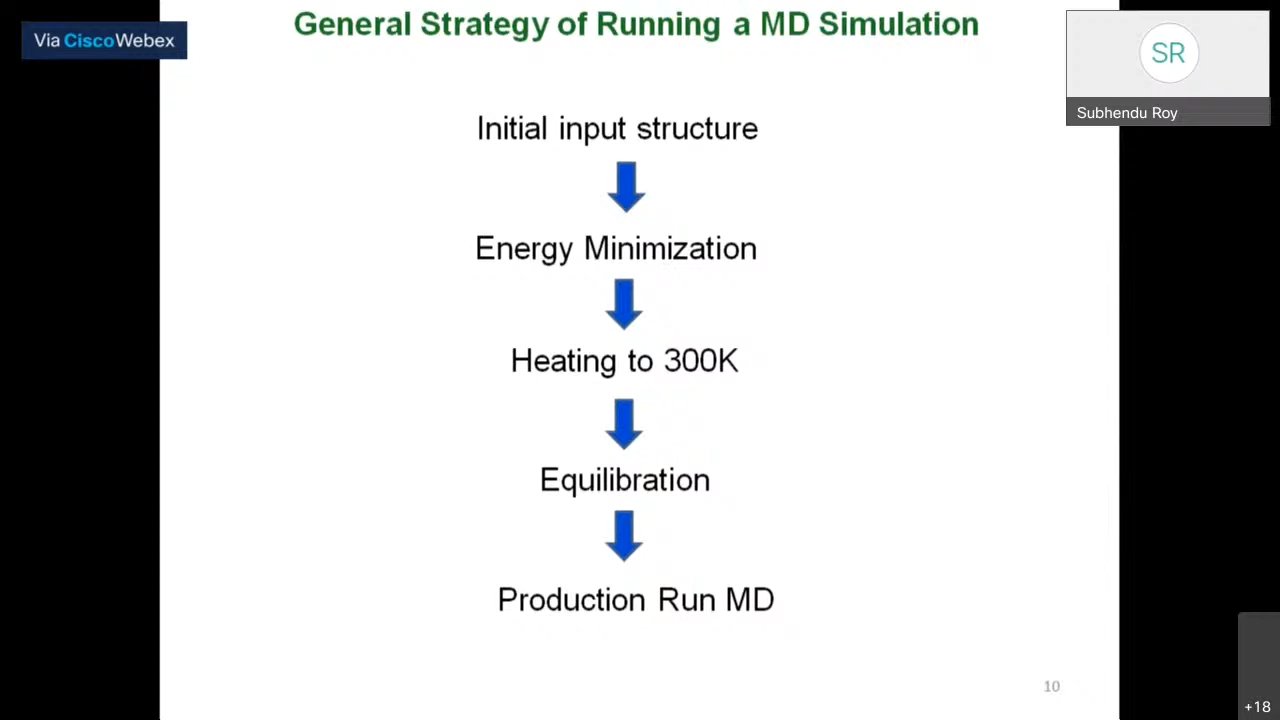 General Strategy of Running a MD Simulation
Via CiscoWebex
SR
Subhendu Roy
Initial input structure
Energy Minimization
Heating to 300K
Equilibration
Production Run MD
10
+18